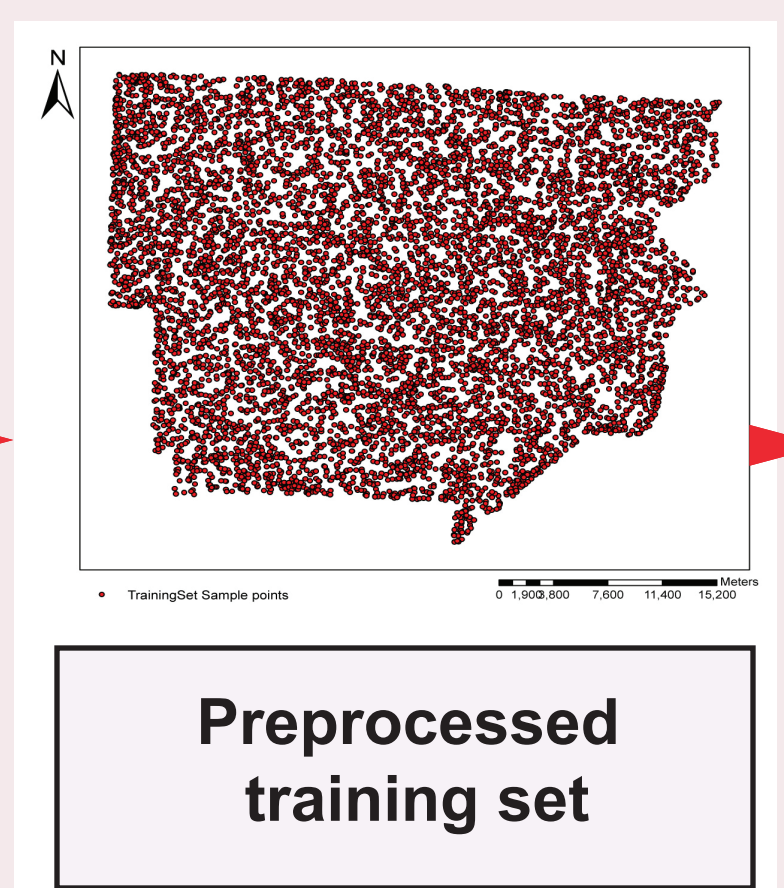 N
TrainingSet Sample points
Meters
0 1,900 3,800 7,600 11,400 15,200
Preprocessed
training set